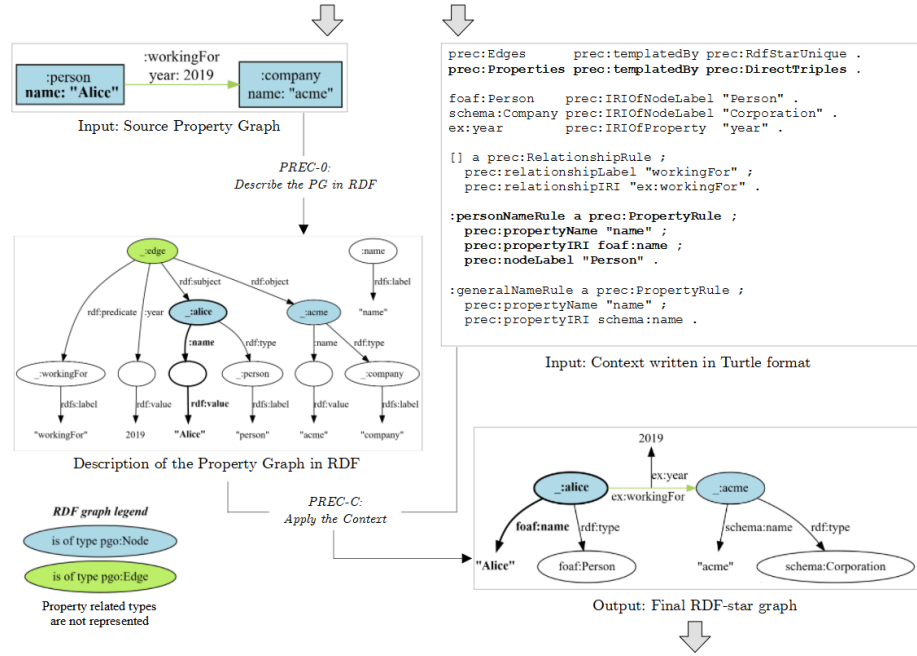 :workingFor
year: 2019
:person
name: "Alice"
:company
name: "acme"
Input: Source Property Graph
PREC-0:
Describe the PG in RDF
_:edge
:name
rdf:subject
rdf:object
rdfs:label
rdf:predicate
:year
_:alice
_:acme
"name"
:name
rdf:type
:name
rdf:type
_:workingFor
_:person
_:company
rdfs:label
rdf:value
rdf:value
rdfs:label
rdf:value
rdfs:label
"workingFor"
2019
"Alice"
"person"
"acme"
"company"
Description of the Property Graph in RDF
RDF graph legend
is of type pgo:Node
is of type pgo:Edge
Property related types
are not represented
PREC-C:
Apply the Context
prec:Edges prec:templatedBy prec:RdfStarUnique .
prec:Properties prec:templatedBy prec:DirectTriples .
foaf:Person prec:IRIOfNodeLabel "Person" .
schema:Company prec:IRIOfNodeLabel "Corporation" .
ex:year prec:IRIOfProperty "year" .
[] a prec:RelationshipRule ;
prec:relationshipLabel "workingFor" ;
prec:relationshipIRI "ex:workingFor" .
:personNameRule a prec:PropertyRule ;
prec:propertyName "name" ;
prec:propertyIRI foaf:name ;
prec:nodeLabel "Person" .
:generalNameRule a prec:PropertyRule ;
prec:propertyName "name" ;
prec:propertyIRI schema:name .
Input: Context written in Turtle format
2019
ex:year
_:alice
ex:workingFor
_:acme
foaf:name
rdf:type
schema:name
rdf:type
"Alice"
foaf:Person
"acme"
schema:Corporation
Output: Final RDF-star graph